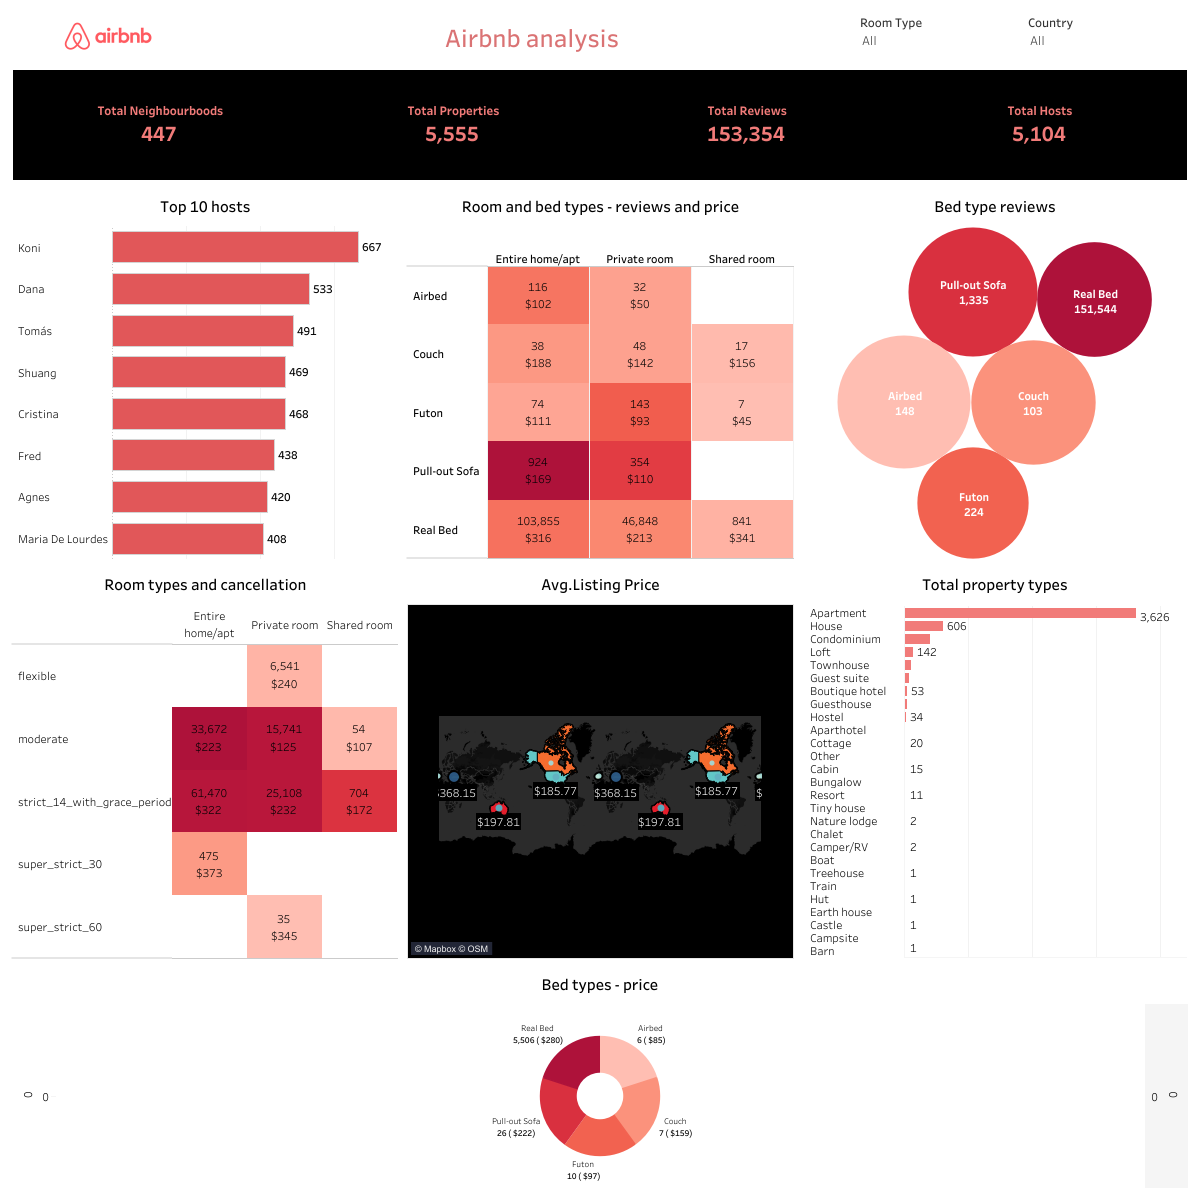 airbnb
Airbnb analysis
Room Type
All
Country
All
Total Neighbourboods
447
Total Properties
5,555
Total Reviews
153,354
Total Hosts
5,104
Top 10 hosts
Koni 667
Dana 533
Tomás 491
Shuang 469
Cristina 468
Fred 438
Agnes 420
Maria De Lourdes 408
Room and bed types - reviews and price
Entire home/apt Private room Shared room
Airbed
116 32
$102 $50
Couch
38 48 17
$188 $142 $156
Futon
74 143 7
$111 $93 $45
Pull-out Sofa
924 354
$169 $110
Real Bed
103,855 46,848 841
$316 $213 $341
Bed type reviews
Pull-out Sofa
1,335
Real Bed
151,544
Airbed
148
Couch
103
Futon
224
Room types and cancellation
Entire home/apt Private room Shared room
flexible
6,541
$240
moderate
33,672 15,741 54
$223 $125 $107
strict_14_with_grace_period
61,470 25,108 704
$322 $232 $172
super_strict_30
475
$373
super_strict_60
35
$345
Avg.Listing Price
$368.15 $185.77 $368.15 $185.77 $
$197.81 $197.81
© Mapbox © OSM
Total property types
Apartment 3,626
House 606
Condominium
Loft 142
Townhouse
Guest suite
Boutique hotel 53
Guesthouse
Hostel 34
Aparthotel
Cottage 20
Other
Cabin 15
Bungalow
Resort 11
Tiny house
Nature lodge 2
Chalet
Camper/RV 2
Boat
Treehouse 1
Train
Hut 1
Earth house
Castle 1
Campsite
Barn 1
Bed types - price
Real Bed
5,506 ( $280)
Airbed
6 ( $85)
Pull-out Sofa
26 ( $222)
Couch
7 ( $159)
Futon
10 ( $97)
0 0
0 0